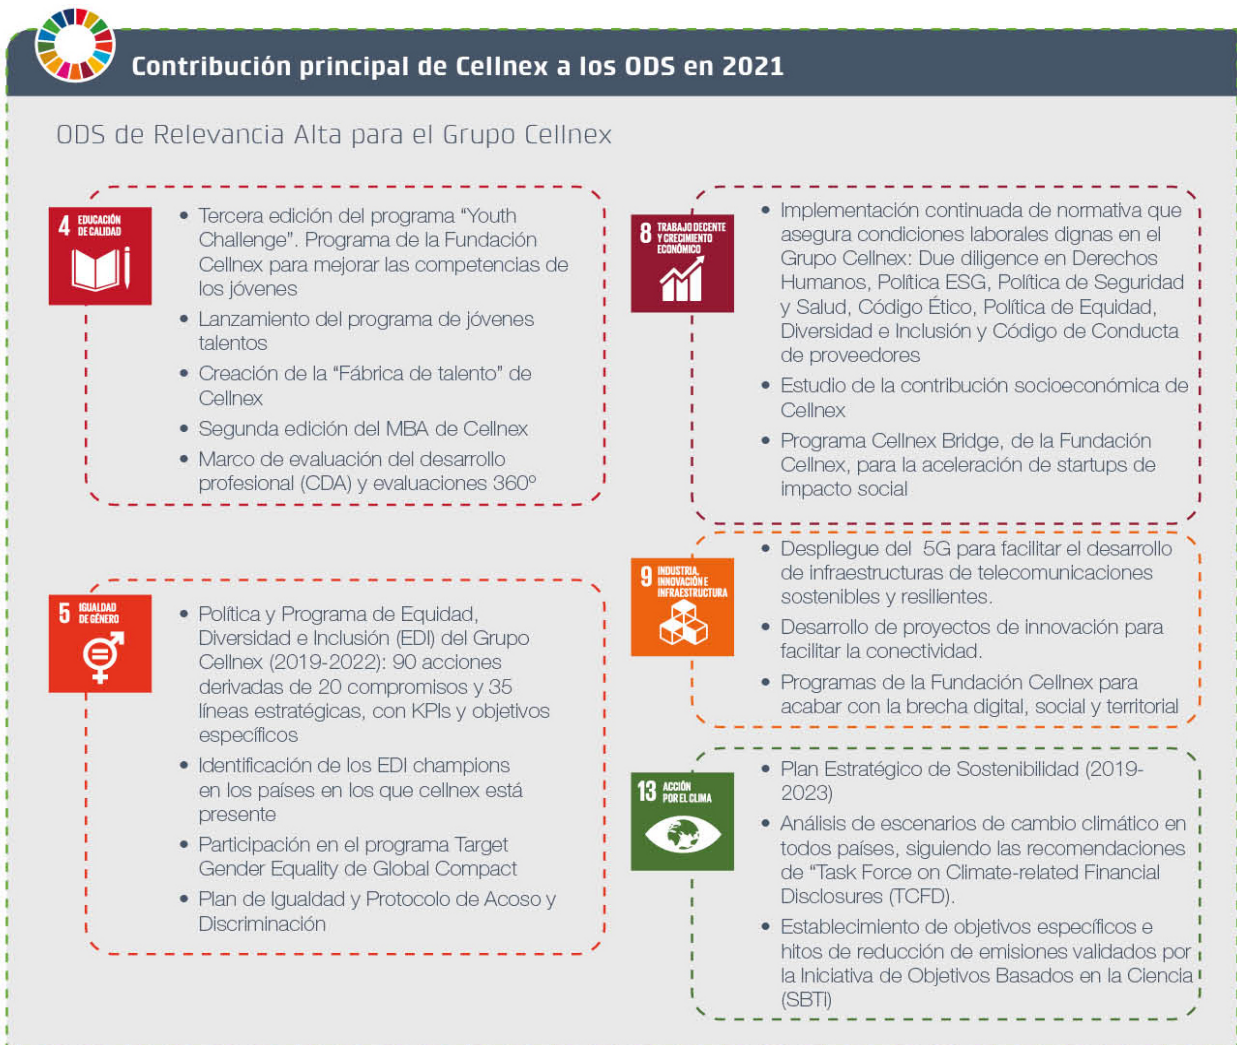 Contribución principal de Cellnex a los ODS en 2021
ODS de Relevancia Alta para el Grupo Cellnex
4 EDUCACIÓN
DE CALIDAD
• Tercera edición del programa “Youth
Challenge”. Programa de la Fundación
Cellnex para mejorar las competencias de
los jóvenes
• Lanzamiento del programa de jóvenes
talentos
• Creación de la “Fábrica de talento” de
Cellnex
• Segunda edición del MBA de Cellnex
• Marco de evaluación del desarrollo
profesional (CDA) y evaluaciones 360º
5 IGUALDAD
DE GÉNERO
• Política y Programa de Equidad,
Diversidad e Inclusión (EDI) del Grupo
Cellnex (2019-2022): 90 acciones
derivadas de 20 compromisos y 35
líneas estratégicas, con KPIs y objetivos
específicos
• Identificación de los EDI champions
en los países en los que cellnex está
presente
• Participación en el programa Target
Gender Equality de Global Compact
• Plan de Igualdad y Protocolo de Acoso y
Discriminación
8 TRABAJO DECENTE
Y CRECIMIENTO
ECONÓMICO
• Implementación continuada de normativa que
asegura condiciones laborales dignas en el
Grupo Cellnex: Due diligence en Derechos
Humanos, Política ESG, Política de Seguridad
y Salud, Código Ético, Política de Equidad,
Diversidad e Inclusión y Código de Conducta
de proveedores
• Estudio de la contribución socioeconómica de
Cellnex
• Programa Cellnex Bridge, de la Fundación
Cellnex, para la aceleración de startups de
impacto social
9 INDUSTRIA,
INNOVACIÓN E
INFRAESTRUCTURA
• Despliegue del 5G para facilitar el desarrollo
de infraestructuras de telecomunicaciones
sostenibles y resilientes.
• Desarrollo de proyectos de innovación para
facilitar la conectividad.
• Programas de la Fundación Cellnex para
acabar con la brecha digital, social y territorial
13 ACCIÓN
POR EL CLIMA
• Plan Estratégico de Sostenibilidad (2019-
2023)
• Análisis de escenarios de cambio climático en
todos países, siguiendo las recomendaciones
de “Task Force on Climate-related Financial
Disclosures (TCFD).
• Establecimiento de objetivos específicos e
hitos de reducción de emisiones validados por
la Iniciativa de Objetivos Basados en la Ciencia
(SBTI)